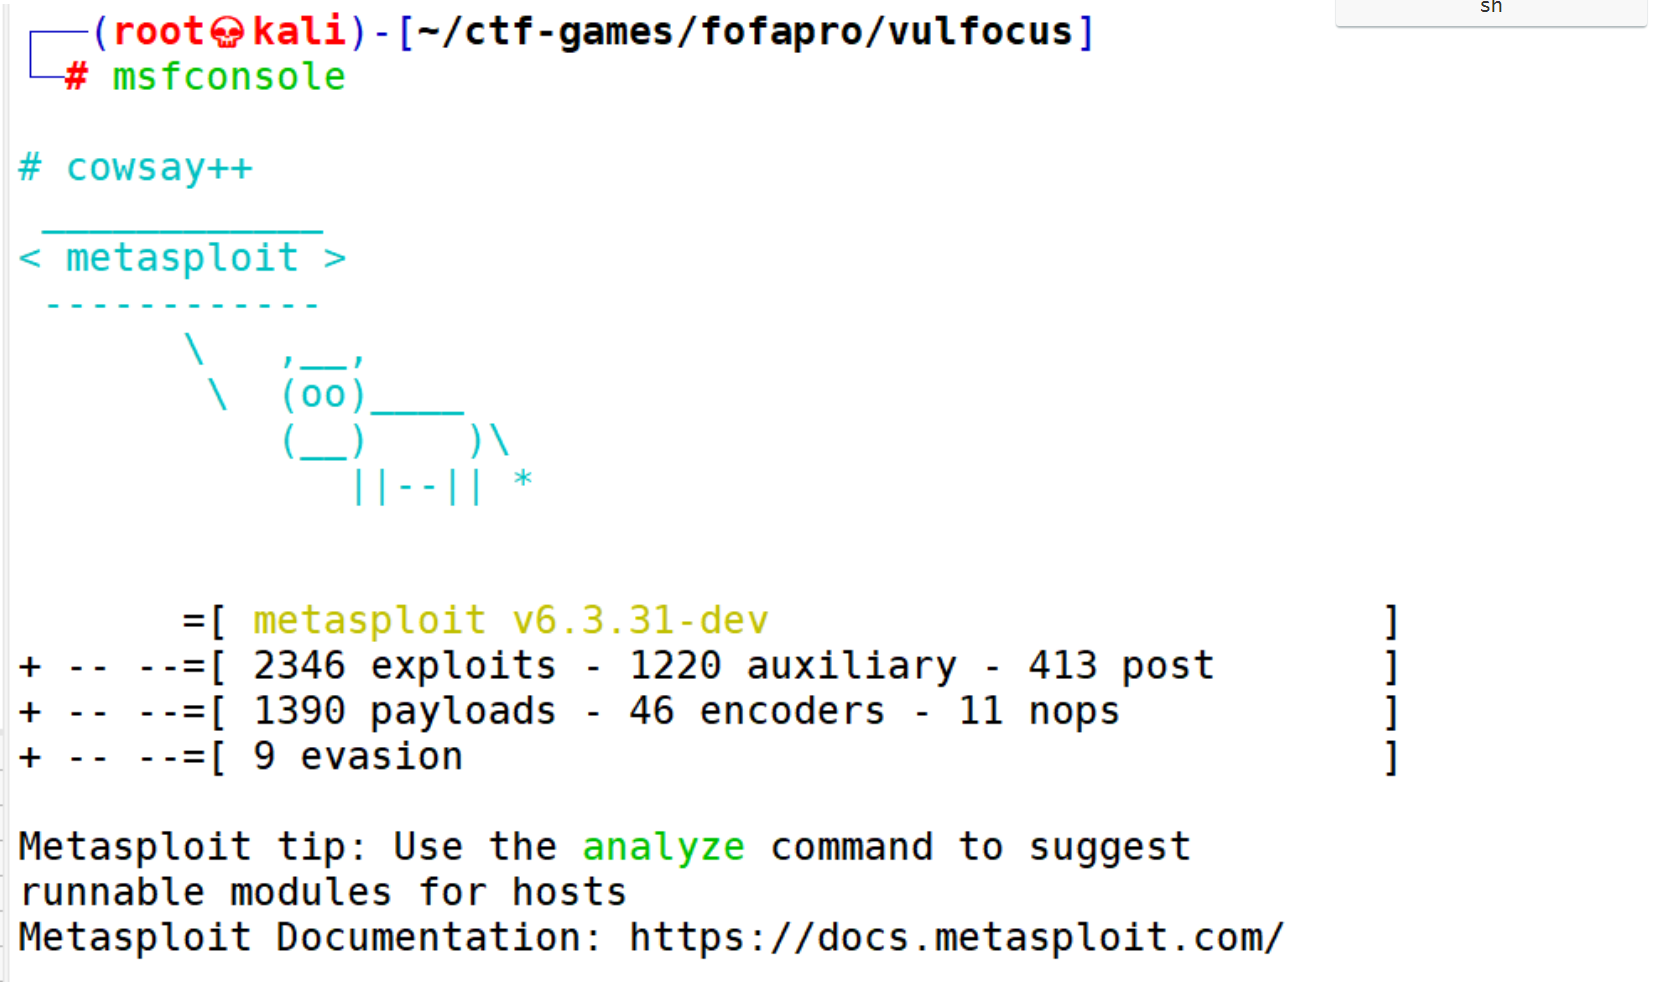 sh
┌──(root💀kali)-[~/ctf-games/fofapro/vulfocus]
└─# msfconsole
# cowsay++
 ____________
< metasploit >
 ------------
       \   ,__,
        \  (oo)____
           (__)    )\
              ||--|| *
       =[ metasploit v6.3.31-dev                          ]
+ -- --=[ 2346 exploits - 1220 auxiliary - 413 post       ]
+ -- --=[ 1390 payloads - 46 encoders - 11 nops           ]
+ -- --=[ 9 evasion                                       ]
Metasploit tip: Use the analyze command to suggest
runnable modules for hosts
Metasploit Documentation: https://docs.metasploit.com/